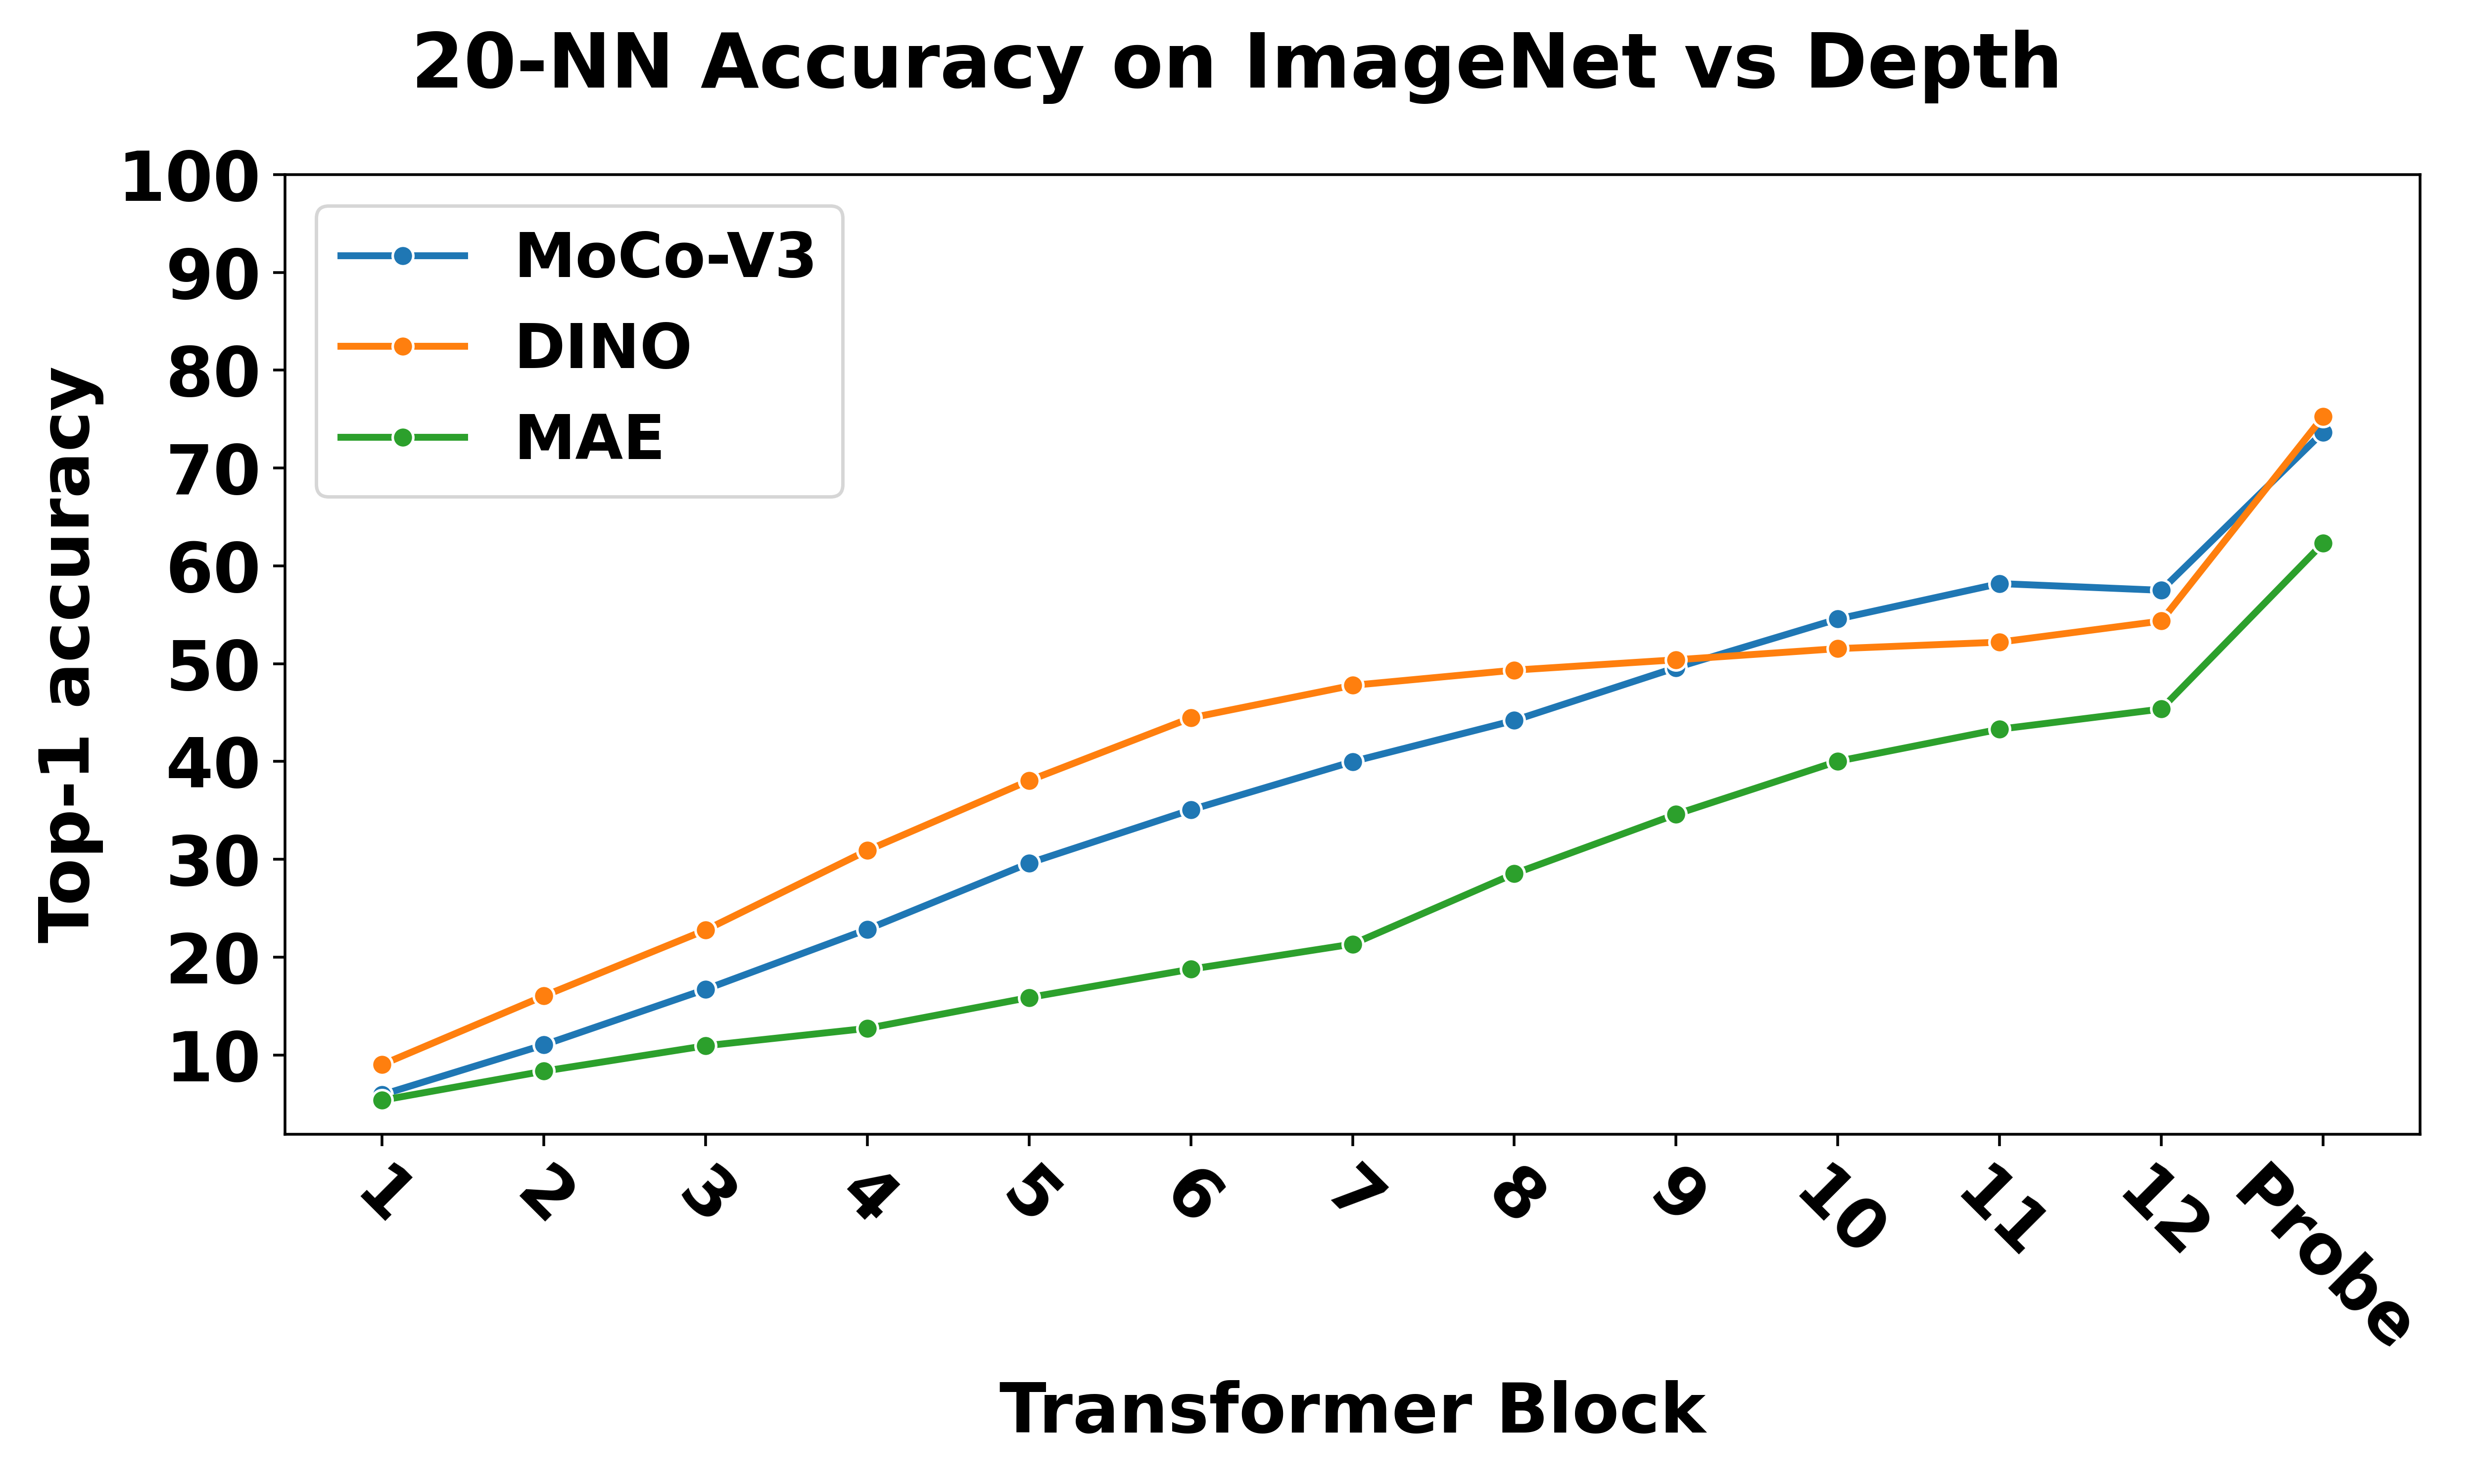 20-NN Accuracy on ImageNet vs Depth
Top-1 accuracy
100
90
80
70
60
50
40
30
20
10
MoCo-V3
DINO
MAE
1 2 3 4 5 6 7 8 9 10 11 12 Probe
Transformer Block